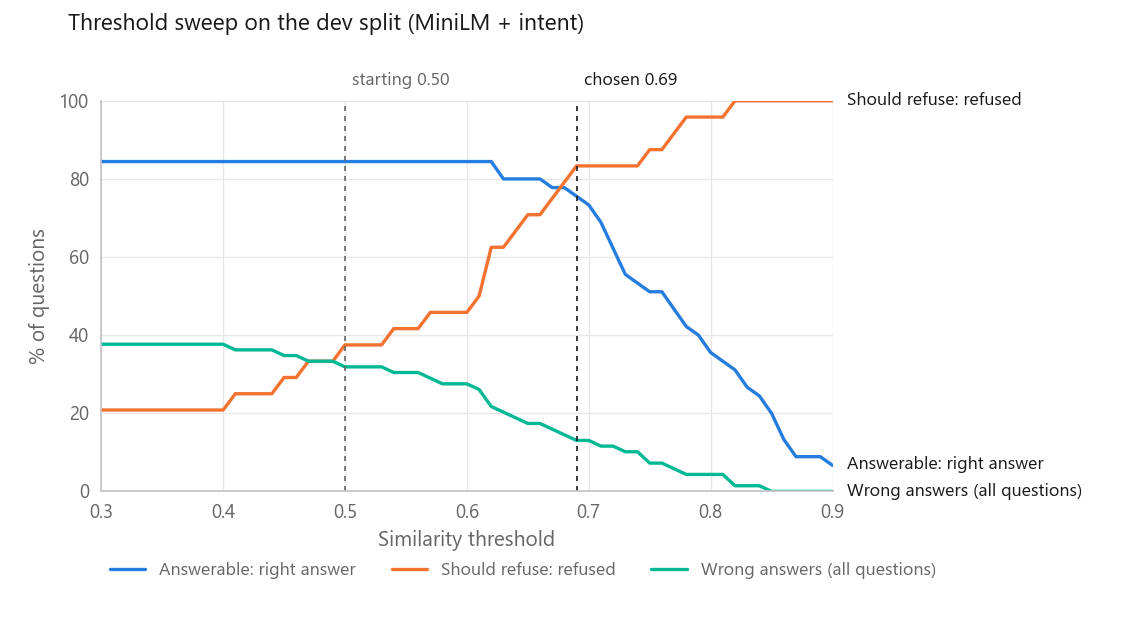 Threshold sweep on the dev split (MiniLM + intent)
starting 0.50
chosen 0.69
100
80
60
40
20
0
% of questions
0.3 0.4 0.5 0.6 0.7 0.8 0.9
Similarity threshold
Should refuse: refused
Answerable: right answer
Wrong answers (all questions)
Answerable: right answer
Should refuse: refused
Wrong answers (all questions)